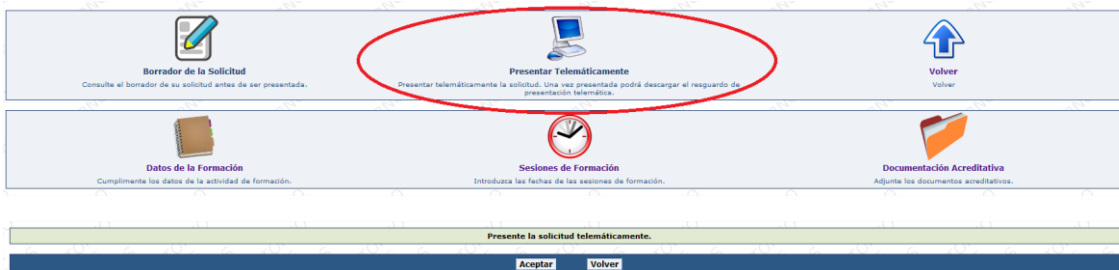 Borrador de la Solicitud
Consulte el borrador de su solicitud antes de ser presentada.
Presentar Telemáticamente
Presentar telemáticamente la solicitud. Una vez presentada podrá descargar el resguardo de
presentación telemática.
Volver
Volver
Datos de la Formación
Cumplimente los datos de la actividad de formación.
Sesiones de Formación
Introduzca las fechas de las sesiones de formación.
Documentación Acreditativa
Adjunte los documentos acreditativos.
Presente la solicitud telemáticamente.
Aceptar Volver